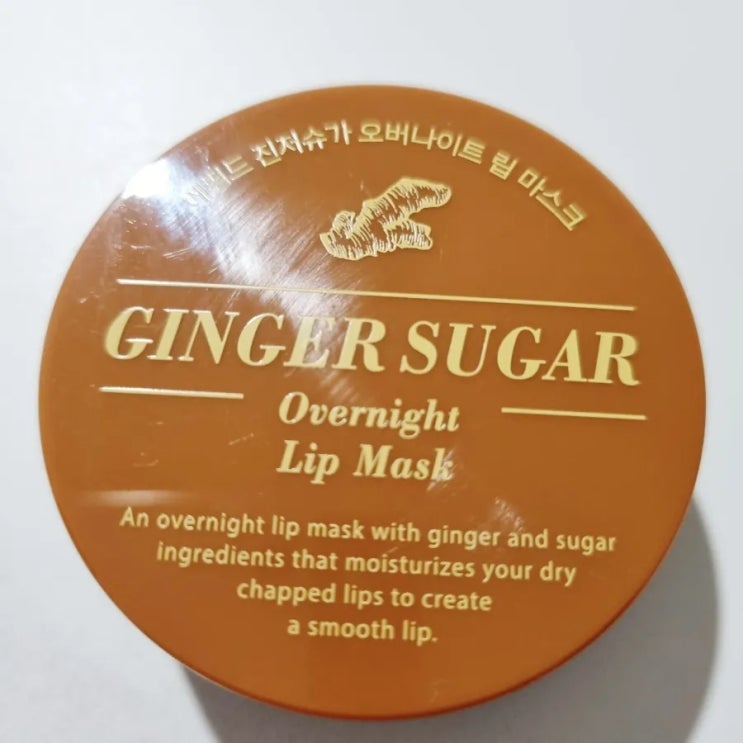 진저슈가 오버나이트 립 마스크
GINGER SUGAR
Overnight
Lip Mask
An overnight lip mask with ginger and sugar
ingredients that moisturizes your dry
chapped lips to create
a smooth lip.